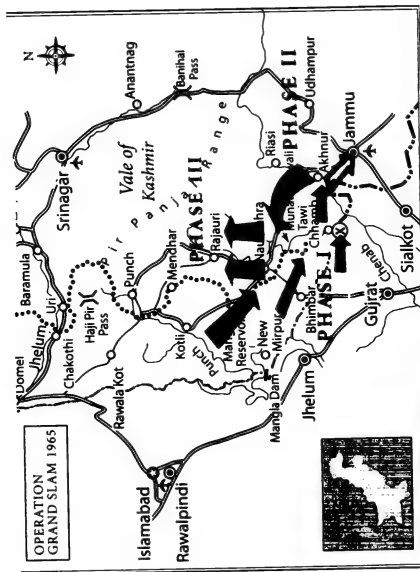 OPERATION
GRAND SLAM 1965
N
Domel
Baramula
Srinagar
Jhelum
Uri
Chakothi
Haji Pir
Pass
Anantnag
Vale of
Kashmir
Banihal
Pass
Pir Panjal Range
Islamabad
Rawalpindi
Rawala Kot
Punch
Mendhar
PHASE III
Rajauri
Riasi
PHASE II
Udhampur
Kotli
Punch
Reservoir
New
Mirpur
Mangla Dam
Tawi
Akhnur
Jammu
Chhamb
PHASE I
Bhimbar
Chenab
Jhelum
Gujrat
Sialkot